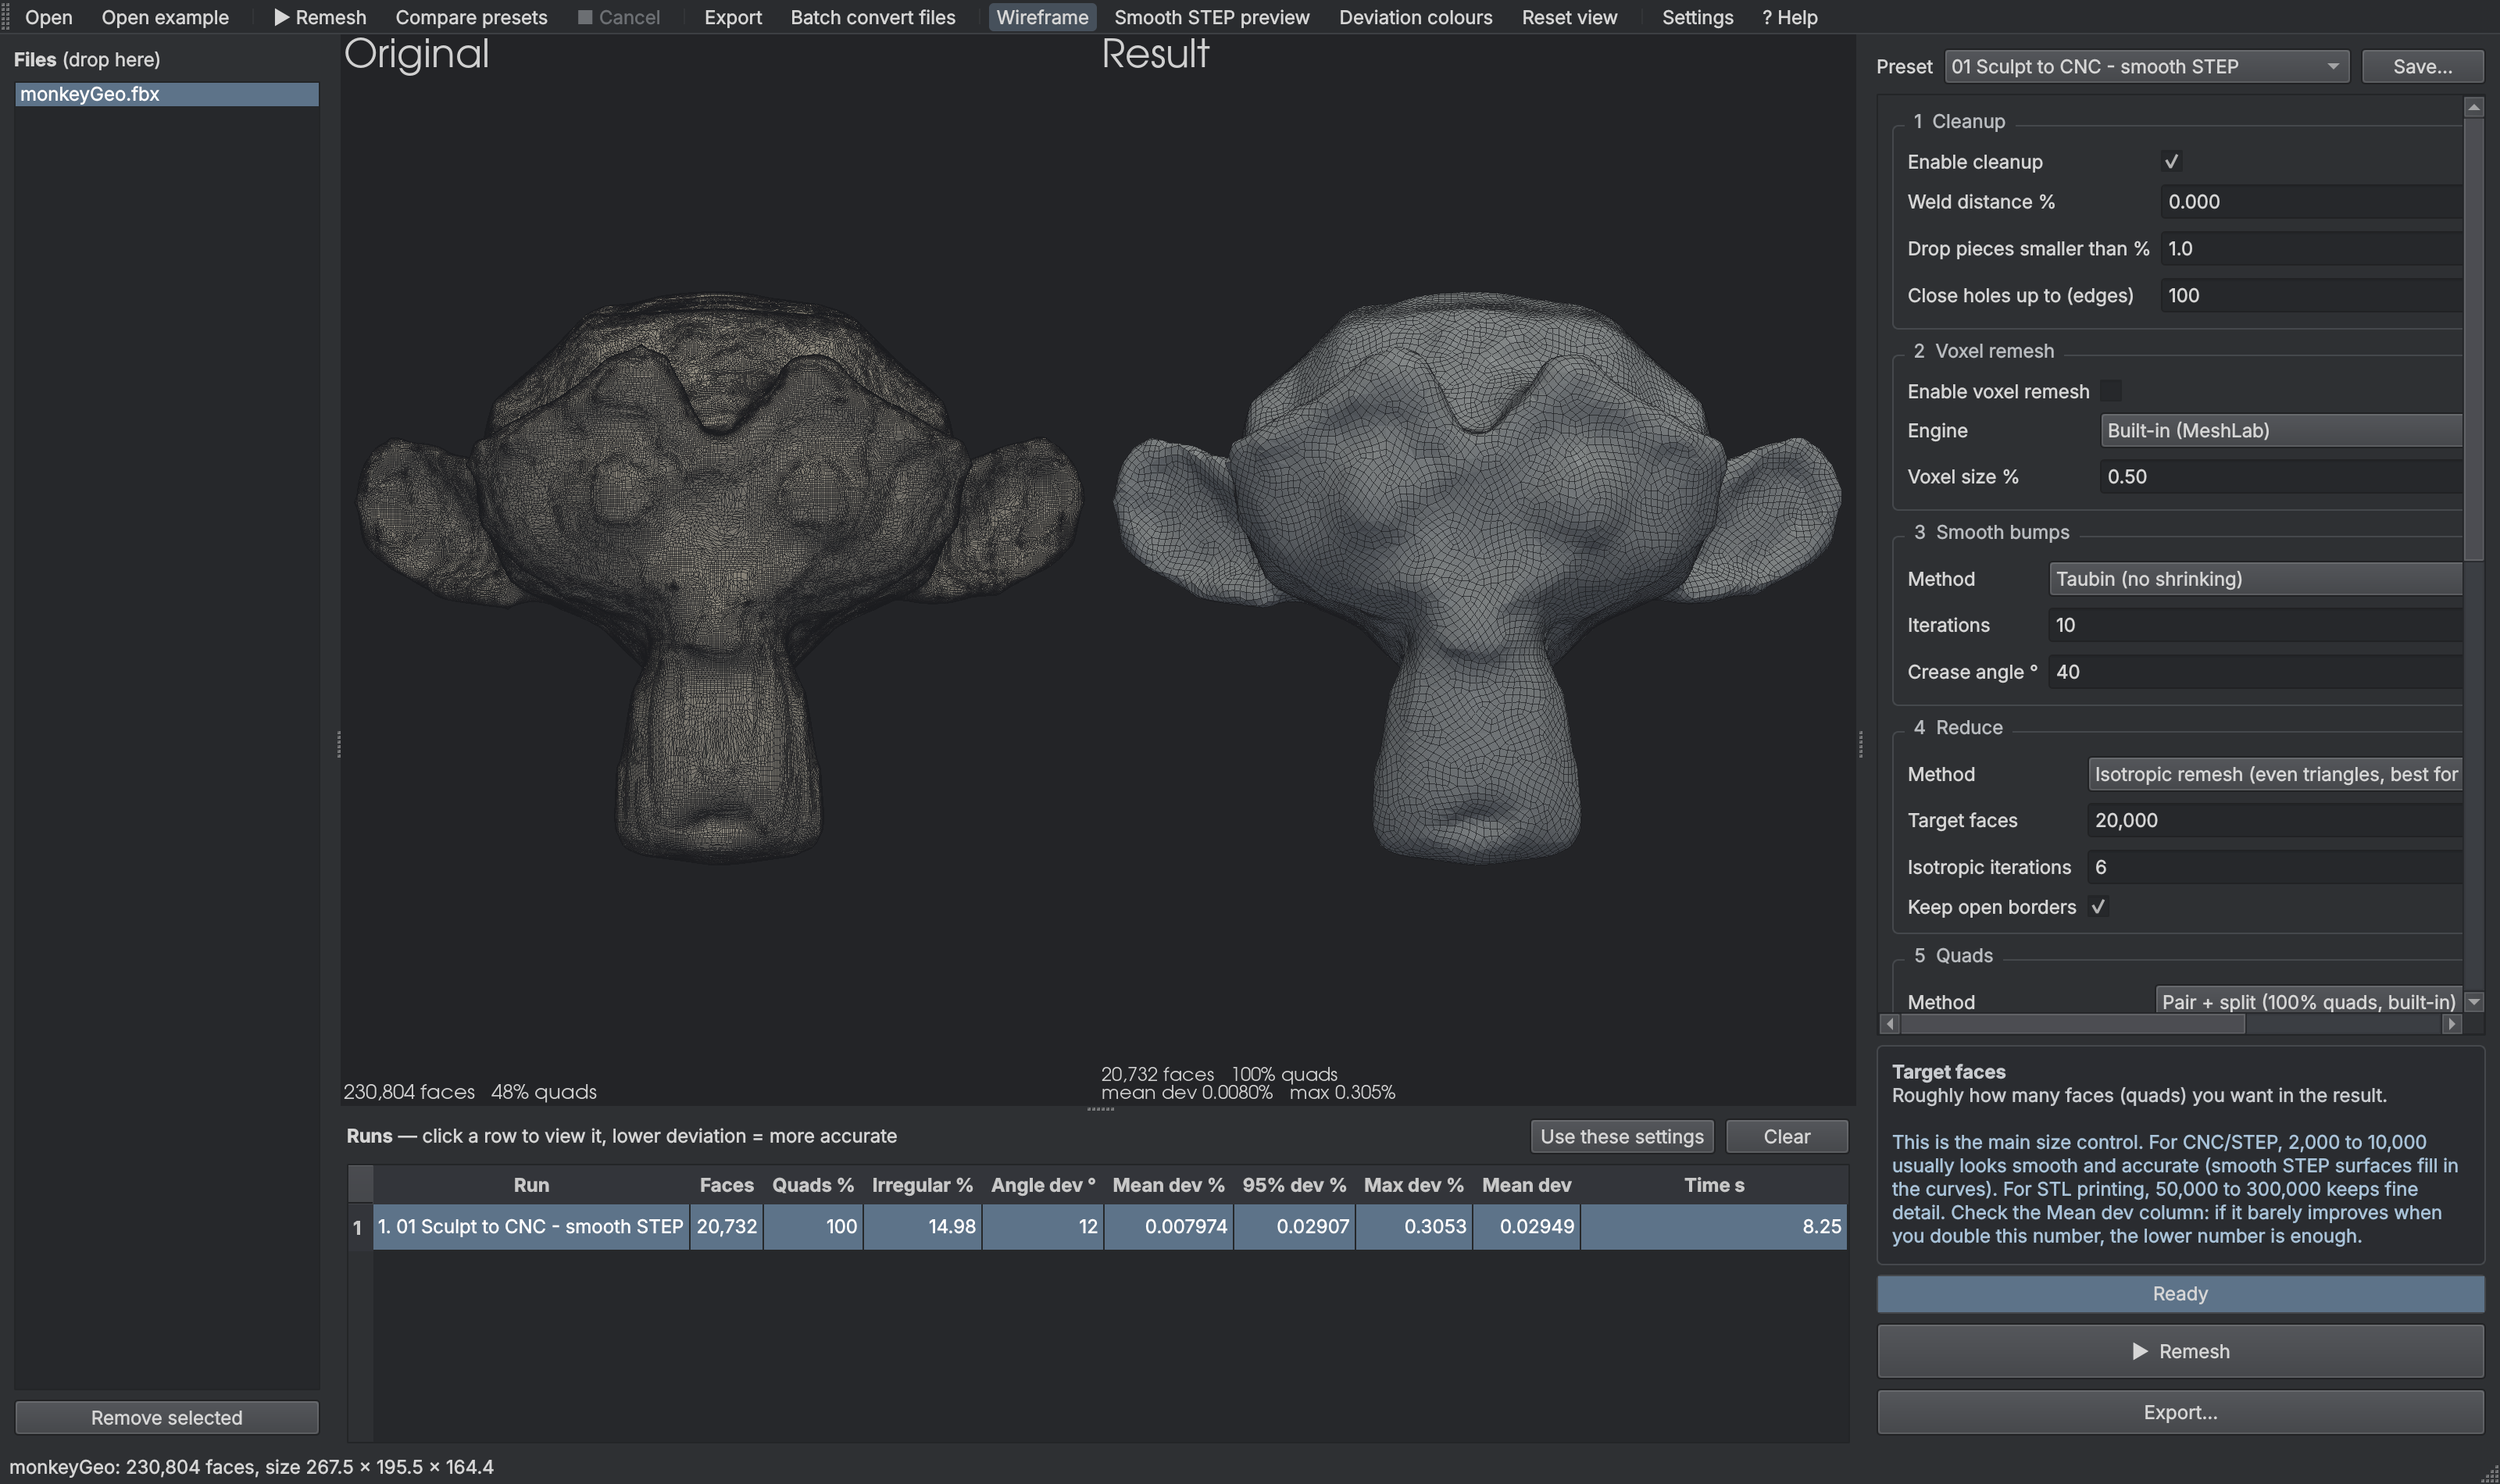 Open Open example ▶ Remesh Compare presets ■ Cancel Export Batch convert files Wireframe Smooth STEP preview Deviation colours Reset view Settings ? Help
Files (drop here)
monkeyGeo.fbx
Remove selected
Original
230,804 faces 48% quads
Result
20,732 faces 100% quads
mean dev 0.0080% max 0.305%
Runs — click a row to view it, lower deviation = more accurate
Use these settings
Clear
Run Faces Quads % Irregular % Angle dev ° Mean dev % 95% dev % Max dev % Mean dev Time s
1 1. 01 Sculpt to CNC - smooth STEP 20,732 100 14.98 12 0.007974 0.02907 0.3053 0.02949 8.25
Preset 01 Sculpt to CNC - smooth STEP Save...
1 Cleanup
Enable cleanup ✓
Weld distance % 0.000
Drop pieces smaller than % 1.0
Close holes up to (edges) 100
2 Voxel remesh
Enable voxel remesh
Engine Built-in (MeshLab)
Voxel size % 0.50
3 Smooth bumps
Method Taubin (no shrinking)
Iterations 10
Crease angle ° 40
4 Reduce
Method Isotropic remesh (even triangles, best for
Target faces 20,000
Isotropic iterations 6
Keep open borders ✓
5 Quads
Method Pair + split (100% quads, built-in)
Target faces
Roughly how many faces (quads) you want in the result.
This is the main size control. For CNC/STEP, 2,000 to 10,000
usually looks smooth and accurate (smooth STEP surfaces fill in
the curves). For STL printing, 50,000 to 300,000 keeps fine
detail. Check the Mean dev column: if it barely improves when
you double this number, the lower number is enough.
Ready
▶ Remesh
Export...
monkeyGeo: 230,804 faces, size 267.5 × 195.5 × 164.4